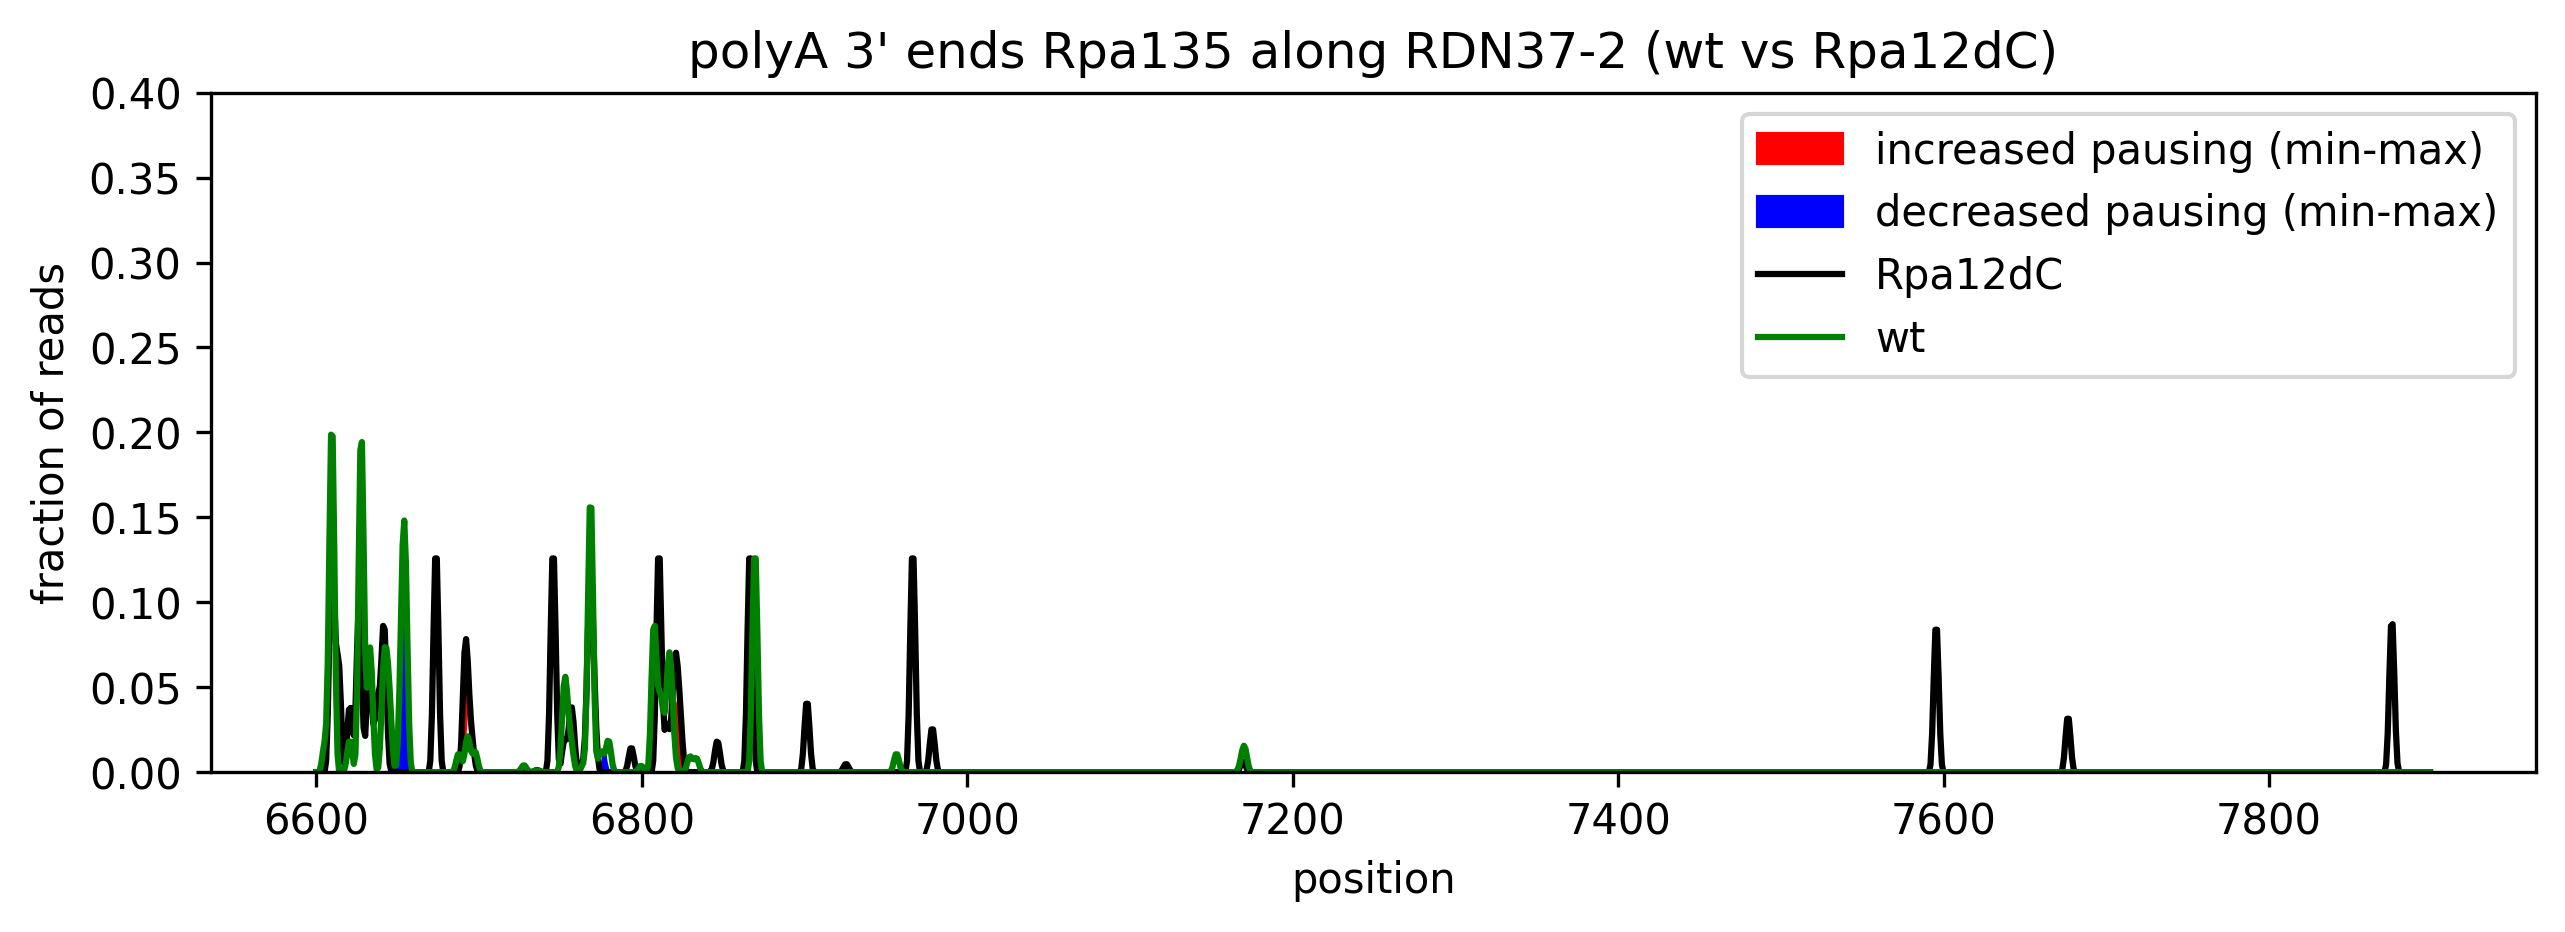 polyA 3' ends Rpa135 along RDN37-2 (wt vs Rpa12dC)
0.40
0.35
0.30
0.25
0.20
0.15
0.10
0.05
0.00
fraction of reads
increased pausing (min-max)
decreased pausing (min-max)
Rpa12dC
wt
6600 6800 7000 7200 7400 7600 7800
position